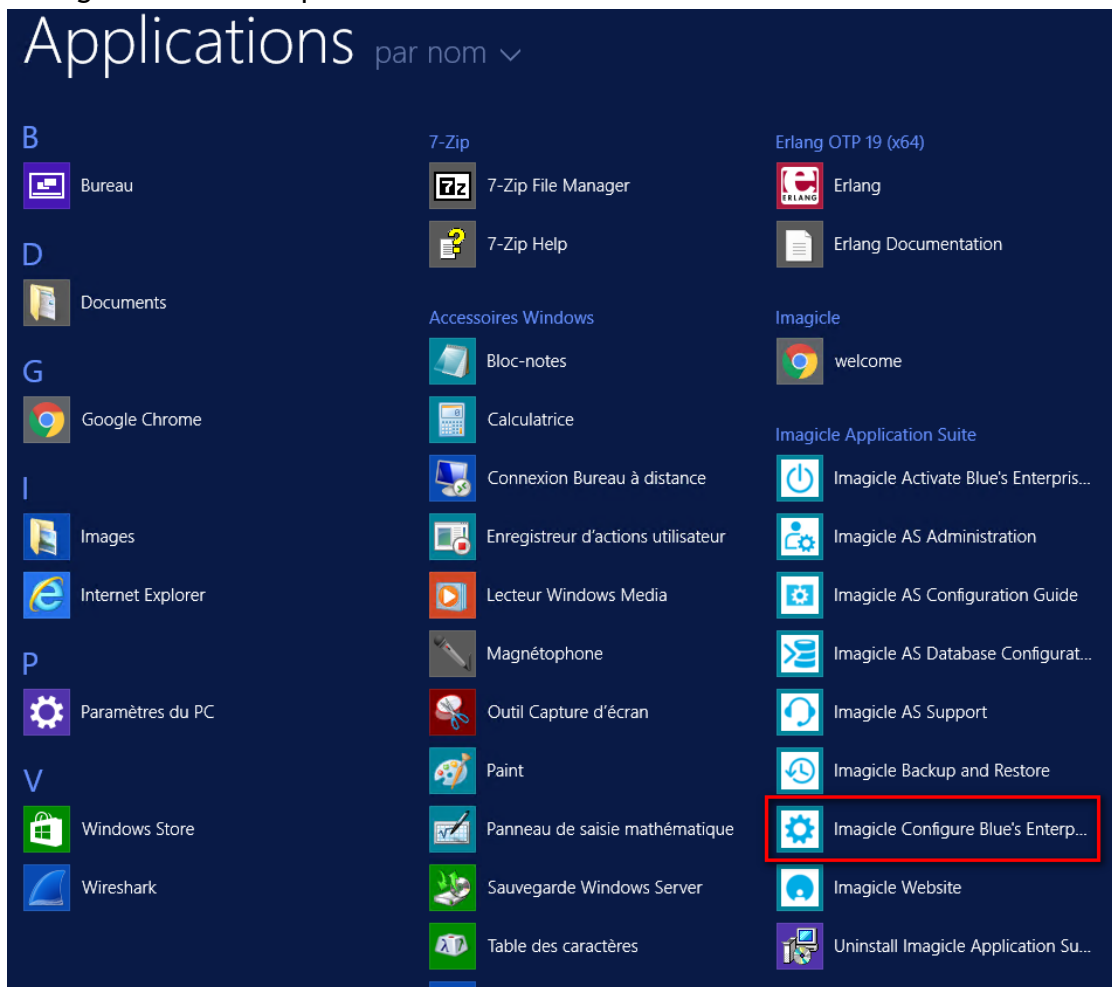 Applications par nom
B
Bureau
D
Documents
G
Google Chrome
I
Images
Internet Explorer
P
Paramètres du PC
V
Windows Store
Wireshark
7-Zip
7z
7-Zip File Manager
7-Zip Help
Accessoires Windows
Bloc-notes
Calculatrice
Connexion Bureau à distance
Enregistreur d'actions utilisateur
Lecteur Windows Media
Magnétophone
Outil Capture d'écran
Paint
Panneau de saisie mathématique
Sauvegarde Windows Server
Table des caractères
Erlang OTP 19 (x64)
ERLANG
Erlang
Erlang Documentation
Imagicle
welcome
Imagicle Application Suite
Imagicle Activate Blue's Enterpris...
Imagicle AS Administration
Imagicle AS Configuration Guide
Imagicle AS Database Configurat...
Imagicle AS Support
Imagicle Backup and Restore
Imagicle Configure Blue's Enterp...
Imagicle Website
Uninstall Imagicle Application Su...